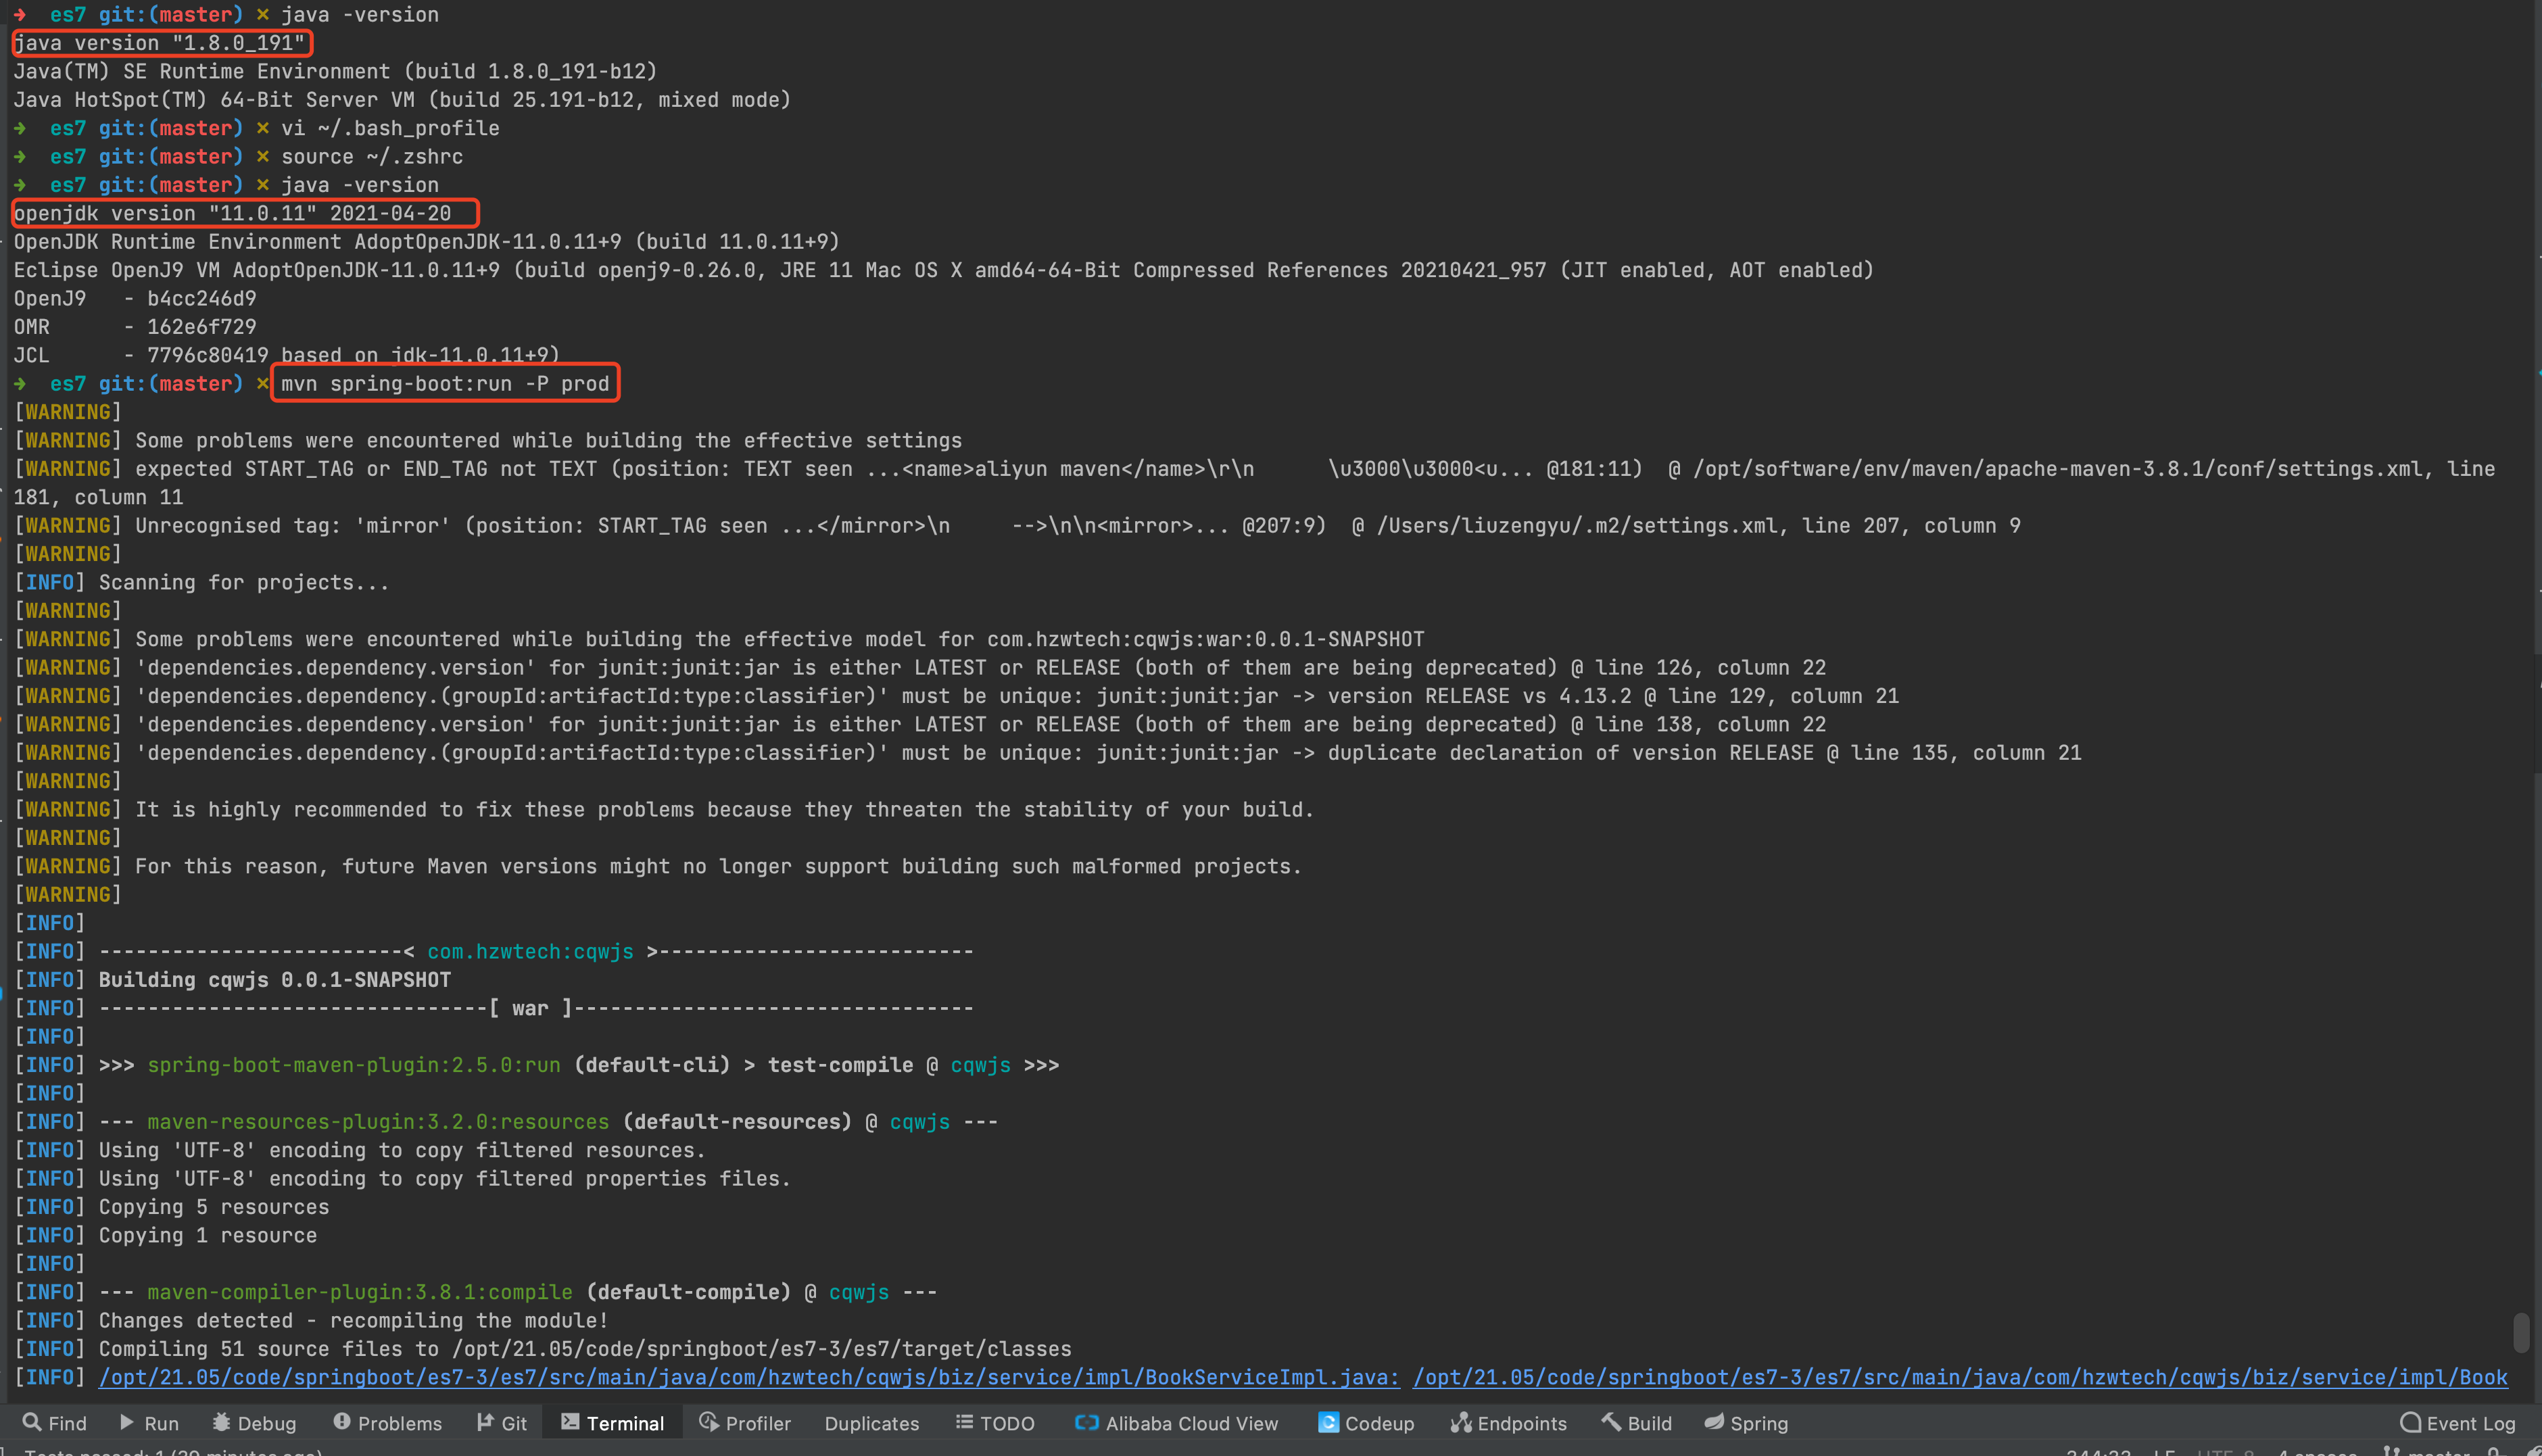 ➜  es7 git:(master) ✗ java -version
java version "1.8.0_191"
Java(TM) SE Runtime Environment (build 1.8.0_191-b12)
Java HotSpot(TM) 64-Bit Server VM (build 25.191-b12, mixed mode)
➜  es7 git:(master) ✗ vi ~/.bash_profile
➜  es7 git:(master) ✗ source ~/.zshrc
➜  es7 git:(master) ✗ java -version
openjdk version "11.0.11" 2021-04-20
OpenJDK Runtime Environment AdoptOpenJDK-11.0.11+9 (build 11.0.11+9)
Eclipse OpenJ9 VM AdoptOpenJDK-11.0.11+9 (build openj9-0.26.0, JRE 11 Mac OS X amd64-64-Bit Compressed References 20210421_957 (JIT enabled, AOT enabled)
OpenJ9   - b4cc246d9
OMR      - 162e6f729
JCL      - 7796c80419 based on jdk-11.0.11+9)
➜  es7 git:(master) ✗ mvn spring-boot:run -P prod
[WARNING]
[WARNING] Some problems were encountered while building the effective settings
[WARNING] expected START_TAG or END_TAG not TEXT (position: TEXT seen ...<name>aliyun maven</name>\r\n      \u3000\u3000<u... @181:11)  @ /opt/software/env/maven/apache-maven-3.8.1/conf/settings.xml, line
181, column 11
[WARNING] Unrecognised tag: 'mirror' (position: START_TAG seen ...</mirror>\n     -->\n\n<mirror>... @207:9)  @ /Users/liuzengyu/.m2/settings.xml, line 207, column 9
[WARNING]
[INFO] Scanning for projects...
[WARNING]
[WARNING] Some problems were encountered while building the effective model for com.hzwtech:cqwjs:war:0.0.1-SNAPSHOT
[WARNING] 'dependencies.dependency.version' for junit:junit:jar is either LATEST or RELEASE (both of them are being deprecated) @ line 126, column 22
[WARNING] 'dependencies.dependency.(groupId:artifactId:type:classifier)' must be unique: junit:junit:jar -> version RELEASE vs 4.13.2 @ line 129, column 21
[WARNING] 'dependencies.dependency.version' for junit:junit:jar is either LATEST or RELEASE (both of them are being deprecated) @ line 138, column 22
[WARNING] 'dependencies.dependency.(groupId:artifactId:type:classifier)' must be unique: junit:junit:jar -> duplicate declaration of version RELEASE @ line 135, column 21
[WARNING]
[WARNING] It is highly recommended to fix these problems because they threaten the stability of your build.
[WARNING]
[WARNING] For this reason, future Maven versions might no longer support building such malformed projects.
[WARNING]
[INFO]
[INFO] -------------------------< com.hzwtech:cqwjs >--------------------------
[INFO] Building cqwjs 0.0.1-SNAPSHOT
[INFO] --------------------------------[ war ]---------------------------------
[INFO]
[INFO] >>> spring-boot-maven-plugin:2.5.0:run (default-cli) > test-compile @ cqwjs >>>
[INFO]
[INFO] --- maven-resources-plugin:3.2.0:resources (default-resources) @ cqwjs ---
[INFO] Using 'UTF-8' encoding to copy filtered resources.
[INFO] Using 'UTF-8' encoding to copy filtered properties files.
[INFO] Copying 5 resources
[INFO] Copying 1 resource
[INFO]
[INFO] --- maven-compiler-plugin:3.8.1:compile (default-compile) @ cqwjs ---
[INFO] Changes detected - recompiling the module!
[INFO] Compiling 51 source files to /opt/21.05/code/springboot/es7-3/es7/target/classes
[INFO] /opt/21.05/code/springboot/es7-3/es7/src/main/java/com/hzwtech/cqwjs/biz/service/impl/BookServiceImpl.java: /opt/21.05/code/springboot/es7-3/es7/src/main/java/com/hzwtech/cqwjs/biz/service/impl/Book
Find Run Debug Problems Git Terminal Profiler Duplicates TODO Alibaba Cloud View Codeup Endpoints Build Spring Event Log